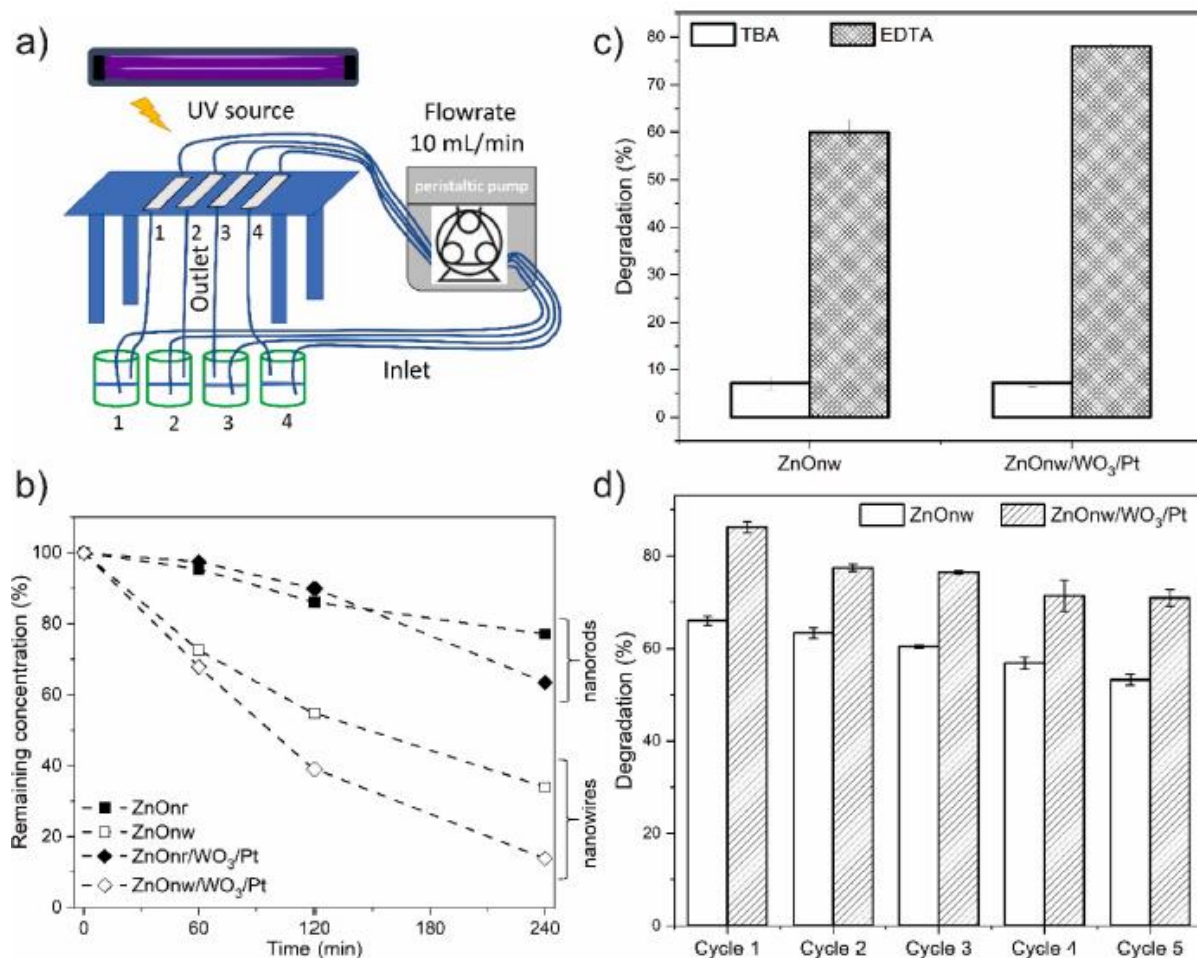 a)
UV source
Flowrate
10 mL/min
peristaltic pump
1
2
3
4
Outlet
Inlet
1
2
3
4
b)
Remaining concentration (%)
100
80
60
40
20
0
nanorods
nanowires
ZnOnr
ZnOnw
ZnOnr/WO₃/Pt
ZnOnw/WO₃/Pt
0 60 120 180 240
Time (min)
c)
TBA EDTA
Degradation (%)
80
70
60
50
40
30
20
10
0
ZnOnw ZnOnw/WO₃/Pt
d)
ZnOnw ZnOnw/WO₃/Pt
Degradation (%)
80
60
40
20
0
Cycle 1 Cycle 2 Cycle 3 Cycle 4 Cycle 5